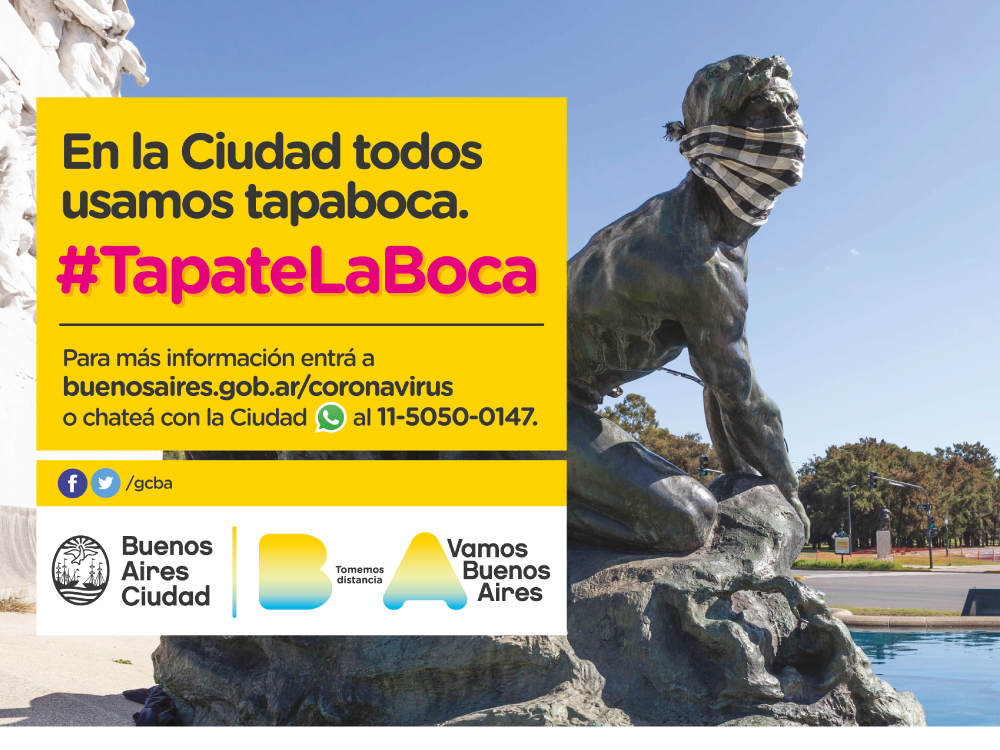 En la Ciudad todos
usamos tapaboca.
#TapateLaBoca
Para más información entrá a
buenosaires.gob.ar/coronavirus
o chateá con la Ciudad al 11-5050-0147.
/gcba
Buenos
Aires
Ciudad
B
Tomemos
distancia
A
Vamos
Buenos
Aires